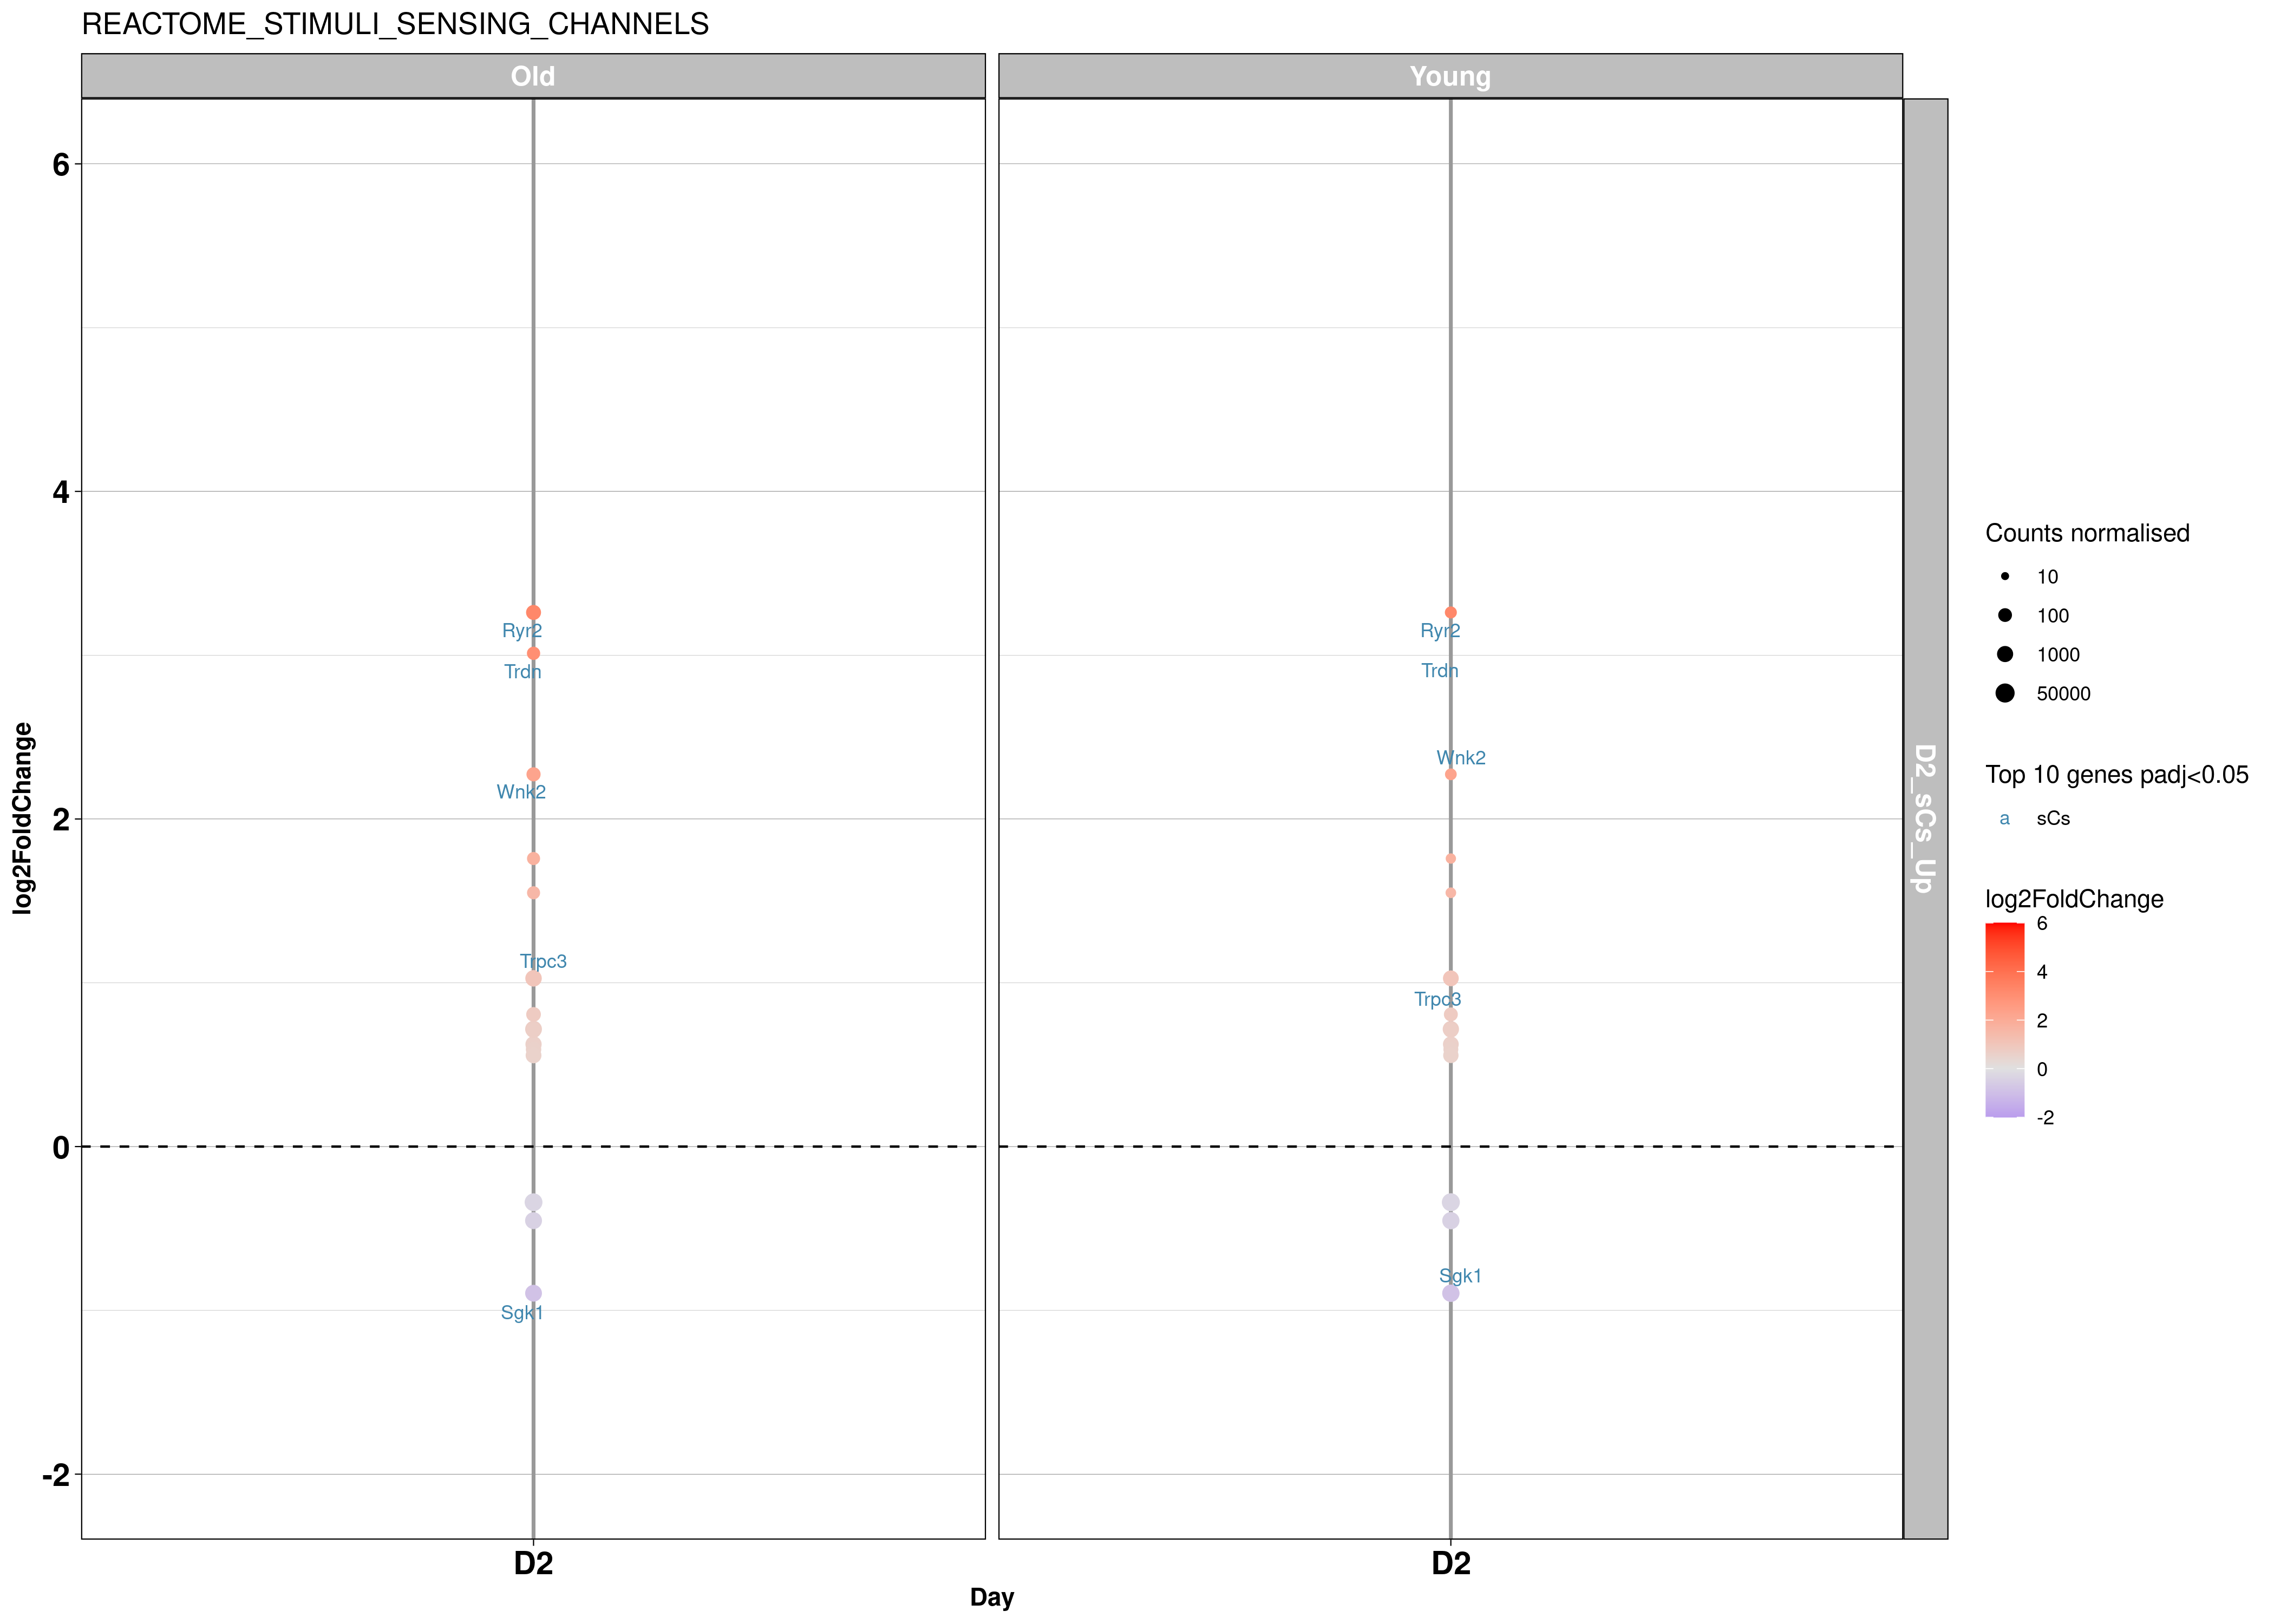 REACTOME_STIMULI_SENSING_CHANNELS
Old
Young
6
4
2
0
-2
log2FoldChange
Ryr2
Trdn
Wnk2
Trpc3
Sgk1
Ryr2
Trdn
Wnk2
Trpc3
Sgk1
D2_sCs_Up
D2
D2
Day
Counts normalised
10
100
1000
50000
Top 10 genes padj<0.05
a sCs
log2FoldChange
6
4
2
0
-2